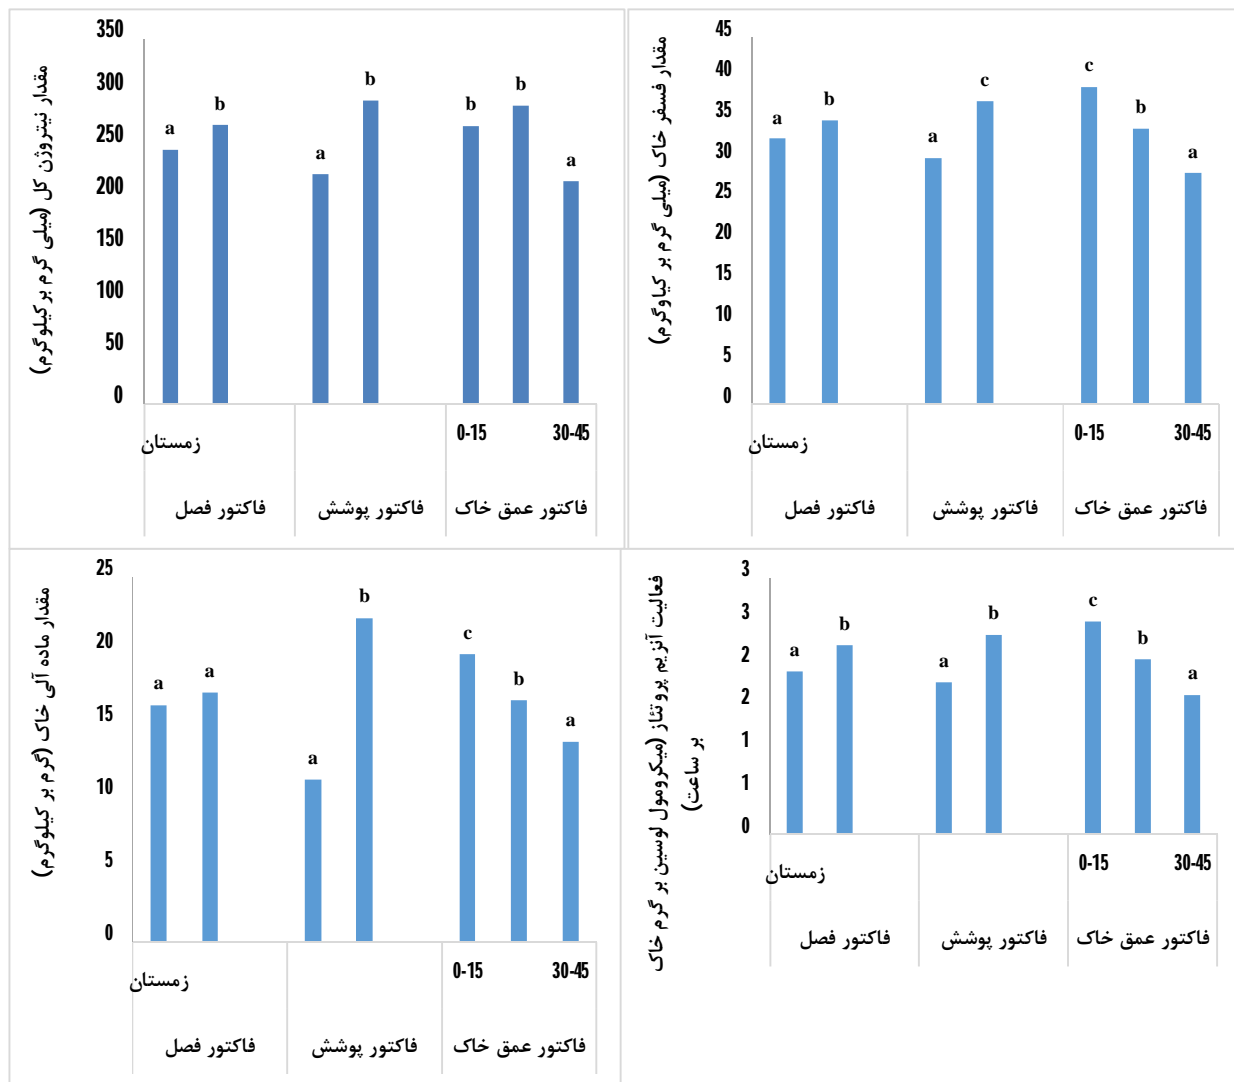 مقدار نیتروژن کل (میلی گرم برکیلوگرم)
350
300
250
200
150
100
50
0
a
b
a
b
b
b
a
زمستان
0-15
30-45
فاکتور فصل
فاکتور پوشش
فاکتور عمق خاک
مقدار فسفر خاک (میلی گرم بر کیاوگرم)
45
40
35
30
25
20
15
10
5
0
a
b
a
c
c
b
a
زمستان
0-15
30-45
فاکتور فصل
فاکتور پوشش
فاکتور عمق خاک
مقدار ماده آلی خاک (گرم بر کیلوگرم)
25
20
15
10
5
0
a
a
a
b
c
b
a
زمستان
0-15
30-45
فاکتور فصل
فاکتور پوشش
فاکتور عمق خاک
فعالیت آنزیم پروتئاز (میکرومول لوسین بر گرم خاک
بر ساعت)
3
3
2
2
1
1
0
a
b
a
b
c
b
a
زمستان
0-15
30-45
فاکتور فصل
فاکتور پوشش
فاکتور عمق خاک